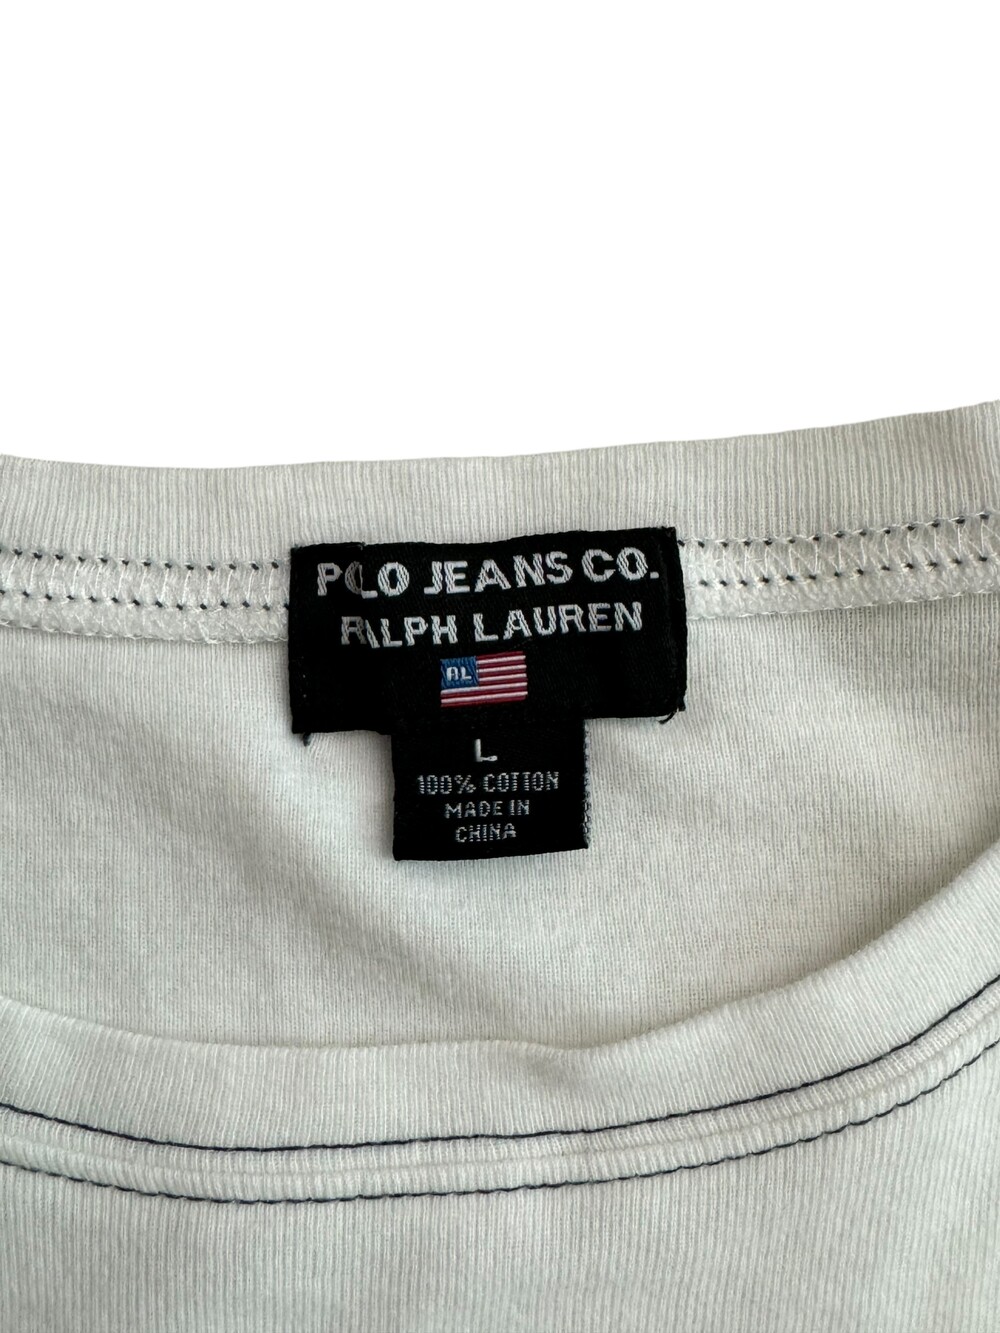 POLO JEANS CO.
RALPH LAUREN
RL
L
100% COTTON
MADE IN
CHINA